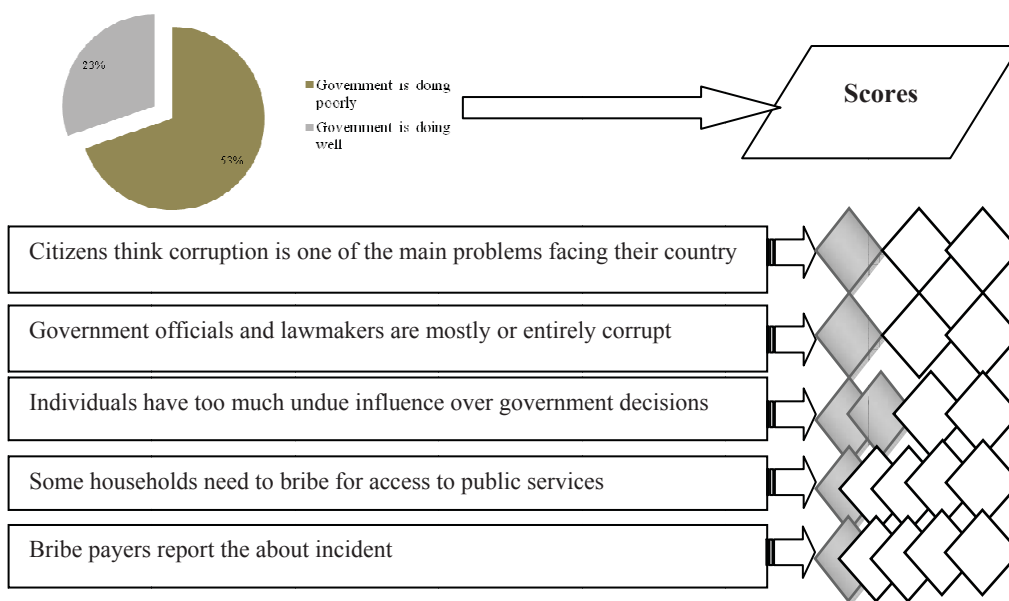 23%
53%
Government is doing
poorly
Government is doing
well
Scores
Citizens think corruption is one of the main problems facing their country
Government officials and lawmakers are mostly or entirely corrupt
Individuals have too much undue influence over government decisions
Some households need to bribe for access to public services
Bribe payers report the about incident